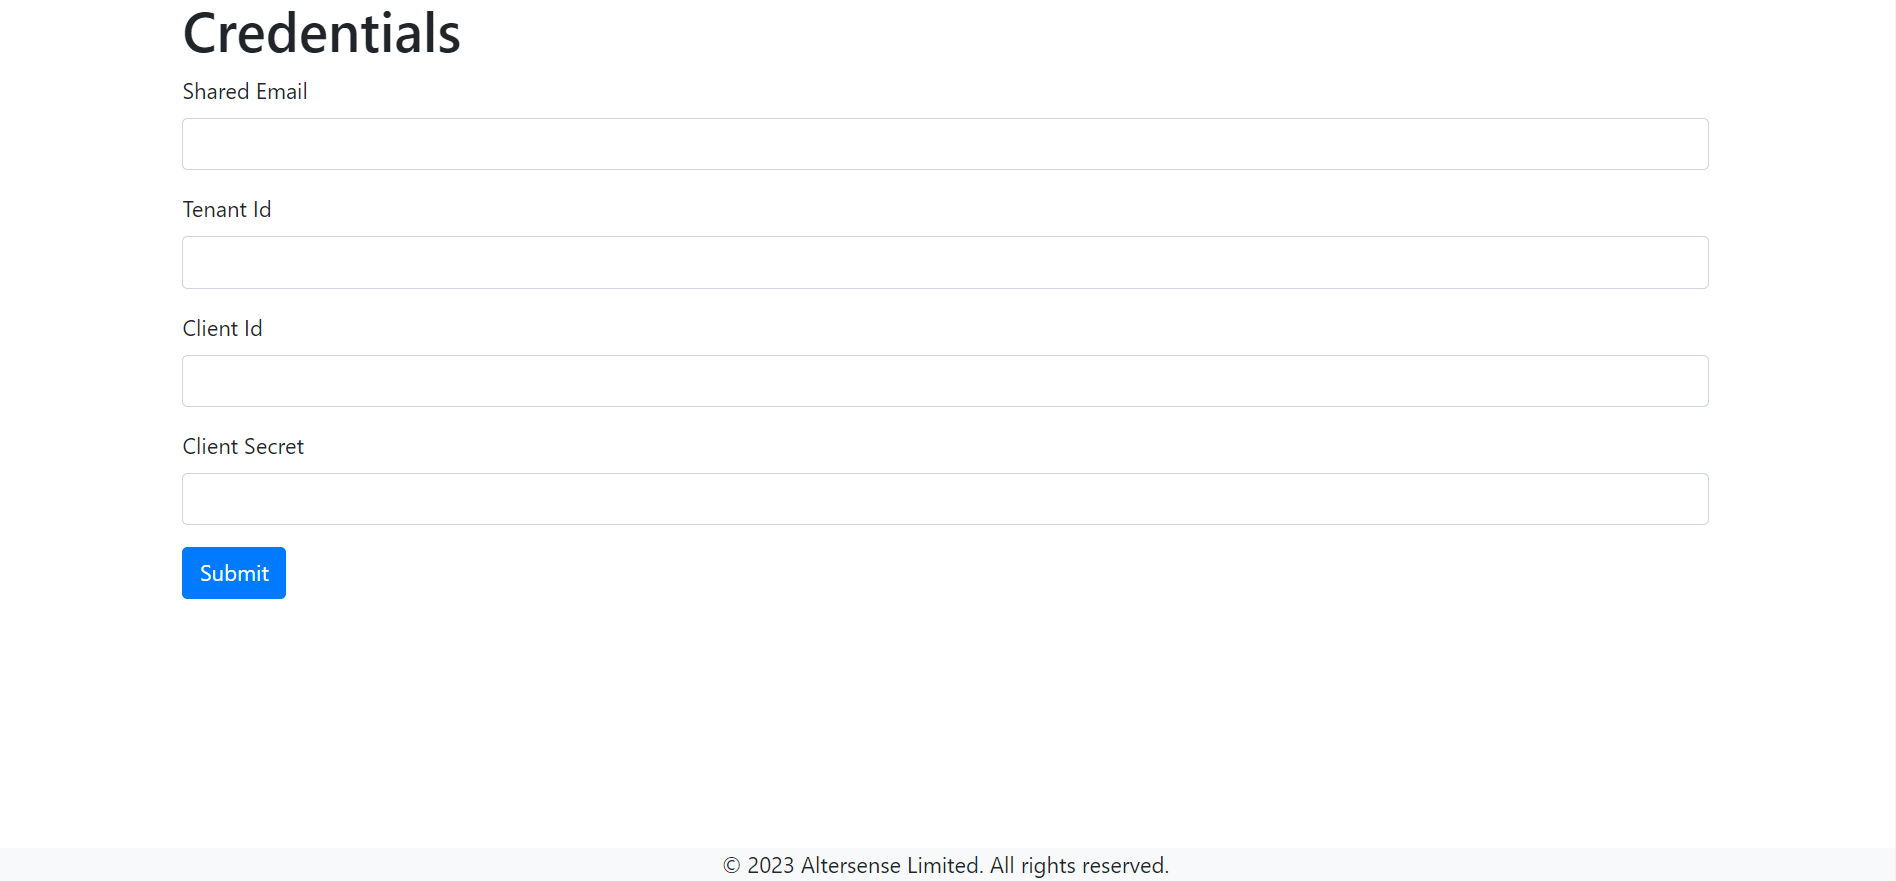 Credentials
Shared Email
Tenant Id
Client Id
Client Secret
Submit
© 2023 Altersense Limited. All rights reserved.